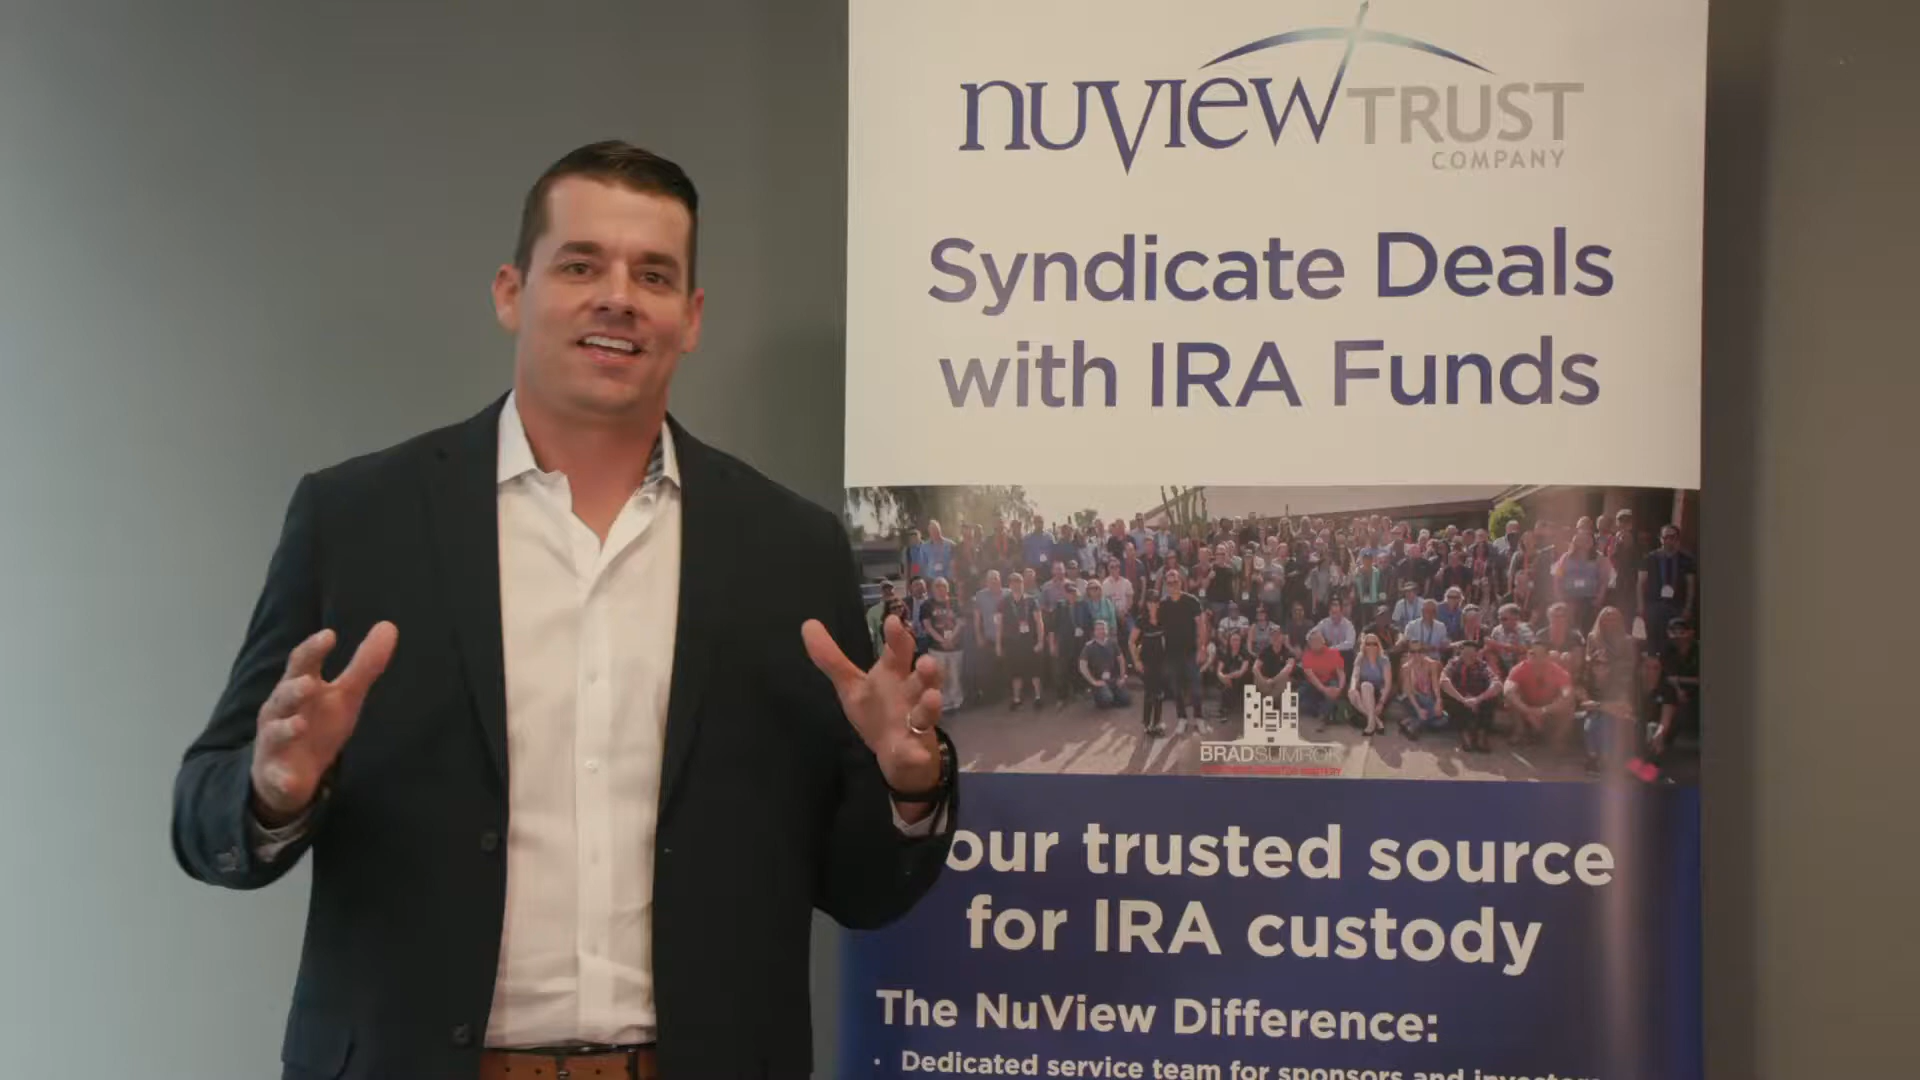 nuview TRUST
COMPANY
Syndicate Deals
with IRA Funds
BRADSUMROK
our trusted source
for IRA custody
The NuView Difference:
• Dedicated service team for sponsors and investors